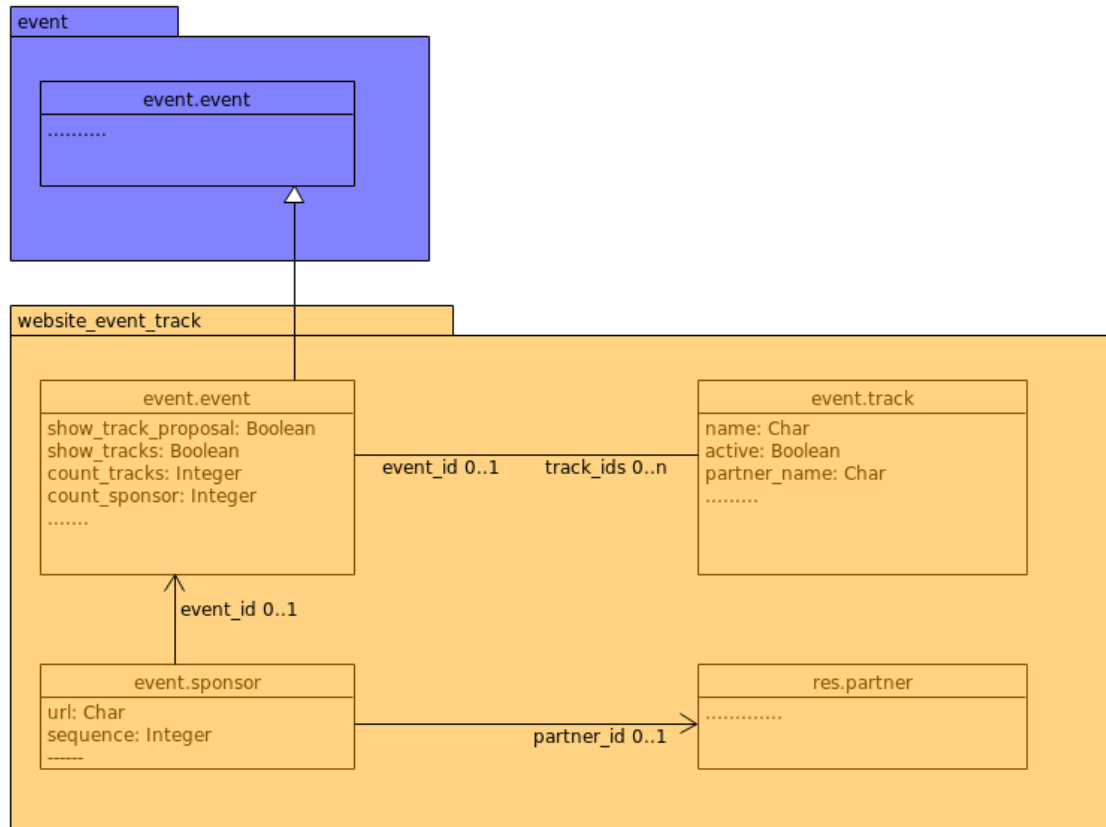 event
event.event
..........
website_event_track
event.event
show_track_proposal: Boolean
show_tracks: Boolean
count_tracks: Integer
count_sponsor: Integer
.......
event_id 0..1
track_ids 0..n
event.track
name: Char
active: Boolean
partner_name: Char
.........
event_id 0..1
event.sponsor
url: Char
sequence: Integer
------
partner_id 0..1
res.partner
.............